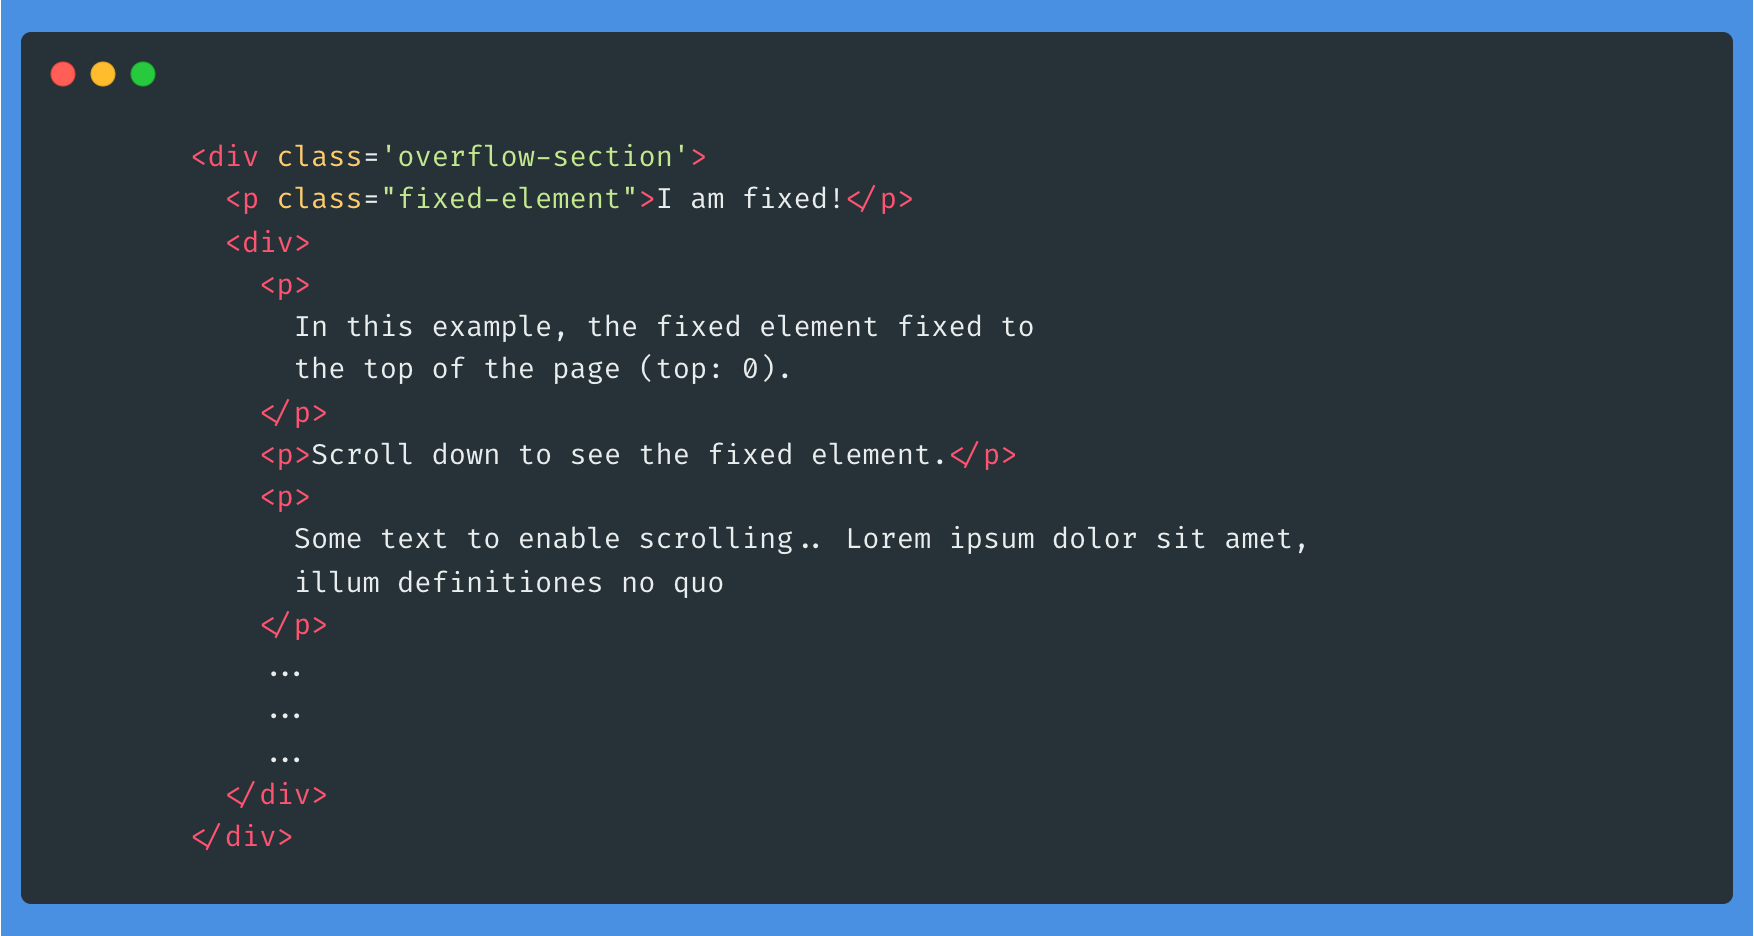 <div class='overflow-section'>
<p class="fixed-element">I am fixed!</p>
<div>
<p>
In this example, the fixed element fixed to
the top of the page (top: 0).
</p>
<p>Scroll down to see the fixed element.</p>
<p>
Some text to enable scrolling.. Lorem ipsum dolor sit amet,
illum definitiones no quo
</p>
...
...
...
</div>
</div>